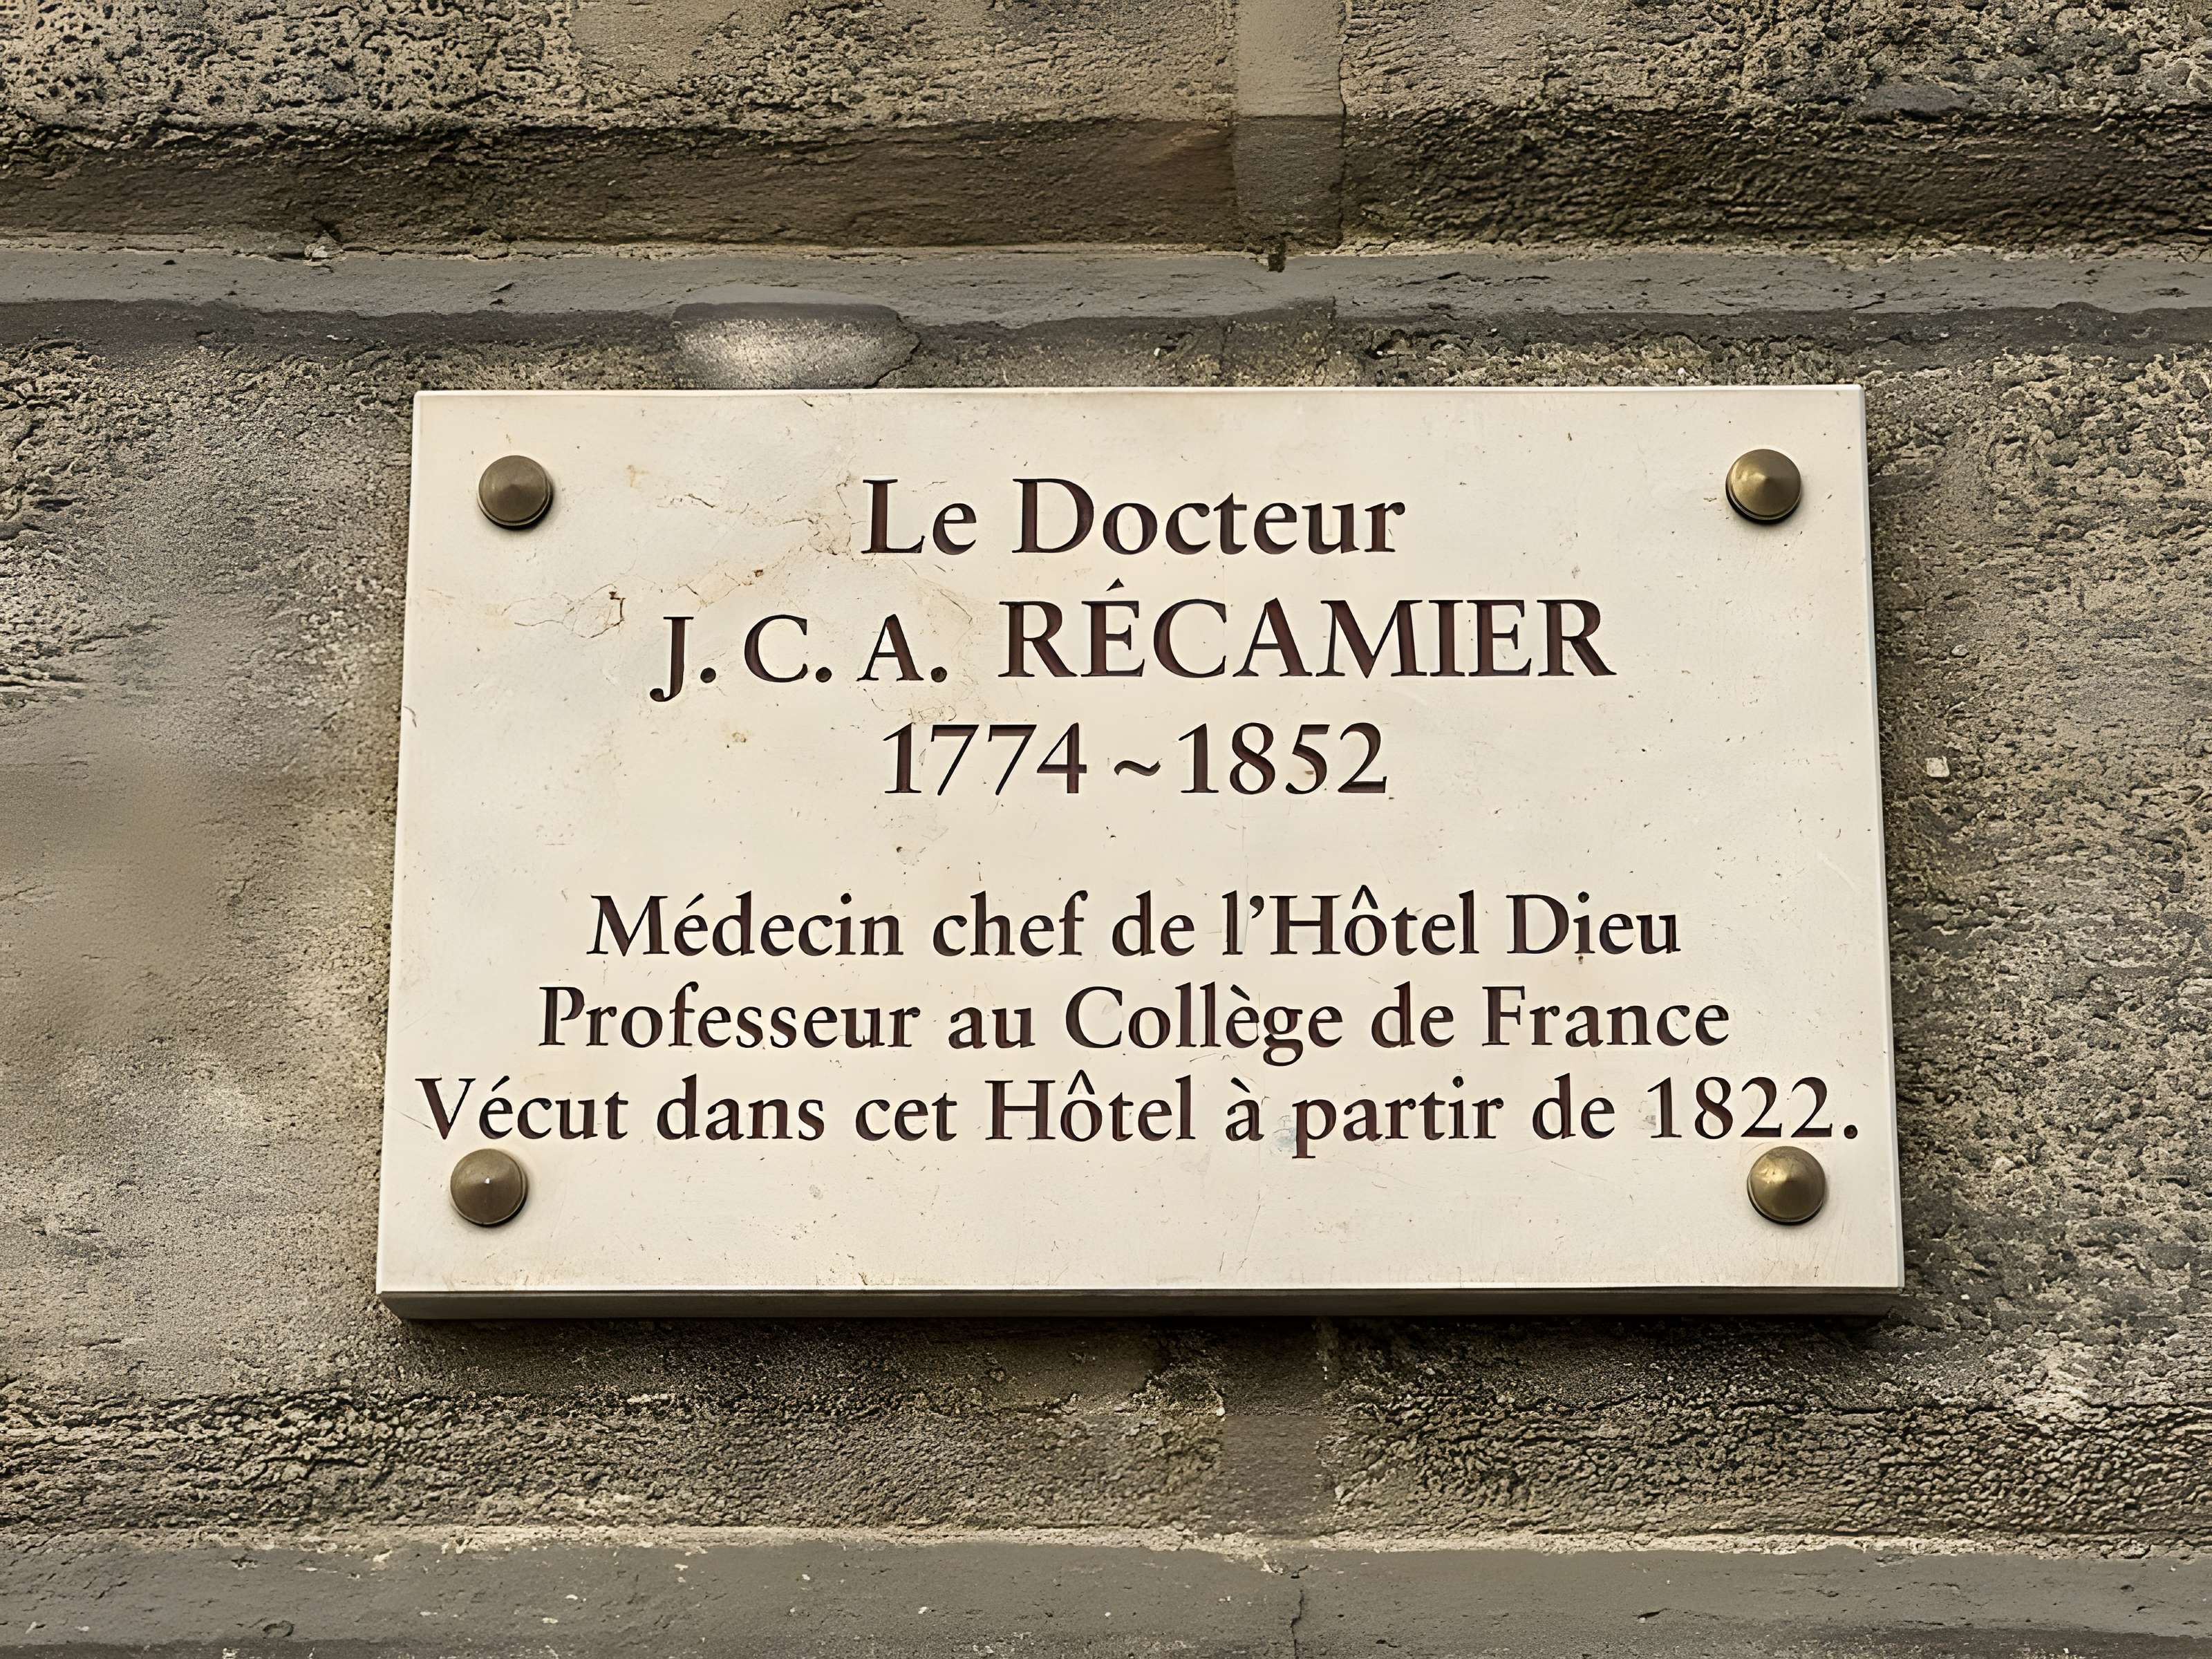 Le Docteur
J. C. A. RÉCAMIER
1774 ~ 1852
Médecin chef de l'Hôtel Dieu
Professeur au Collège de France
Vécut dans cet Hôtel à partir de 1822.